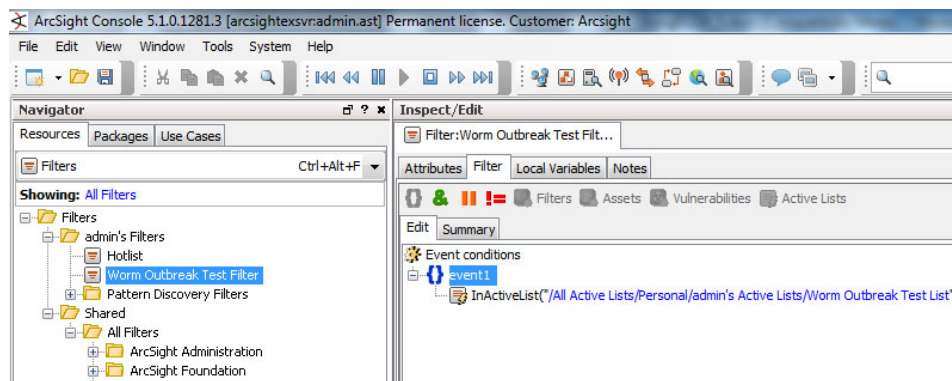 ArcSight Console 5.1.0.1281.3 [arcsightexsvr:admin.ast] Permanent license. Customer: Arcsight
File Edit View Window Tools System Help
Navigator
Resources Packages Use Cases
Filters Ctrl+Alt+F
Showing: All Filters
Filters
admin's Filters
Hotlist
Worm Outbreak Test Filter
Pattern Discovery Filters
Shared
All Filters
ArcSight Administration
ArcSight Foundation
Inspect/Edit
Filter:Worm Outbreak Test Filt...
Attributes Filter Local Variables Notes
Filters Assets Vulnerabilities Active Lists
Edit Summary
Event conditions
event1
InActiveList("/All Active Lists/Personal/admin's Active Lists/Worm Outbreak Test List"